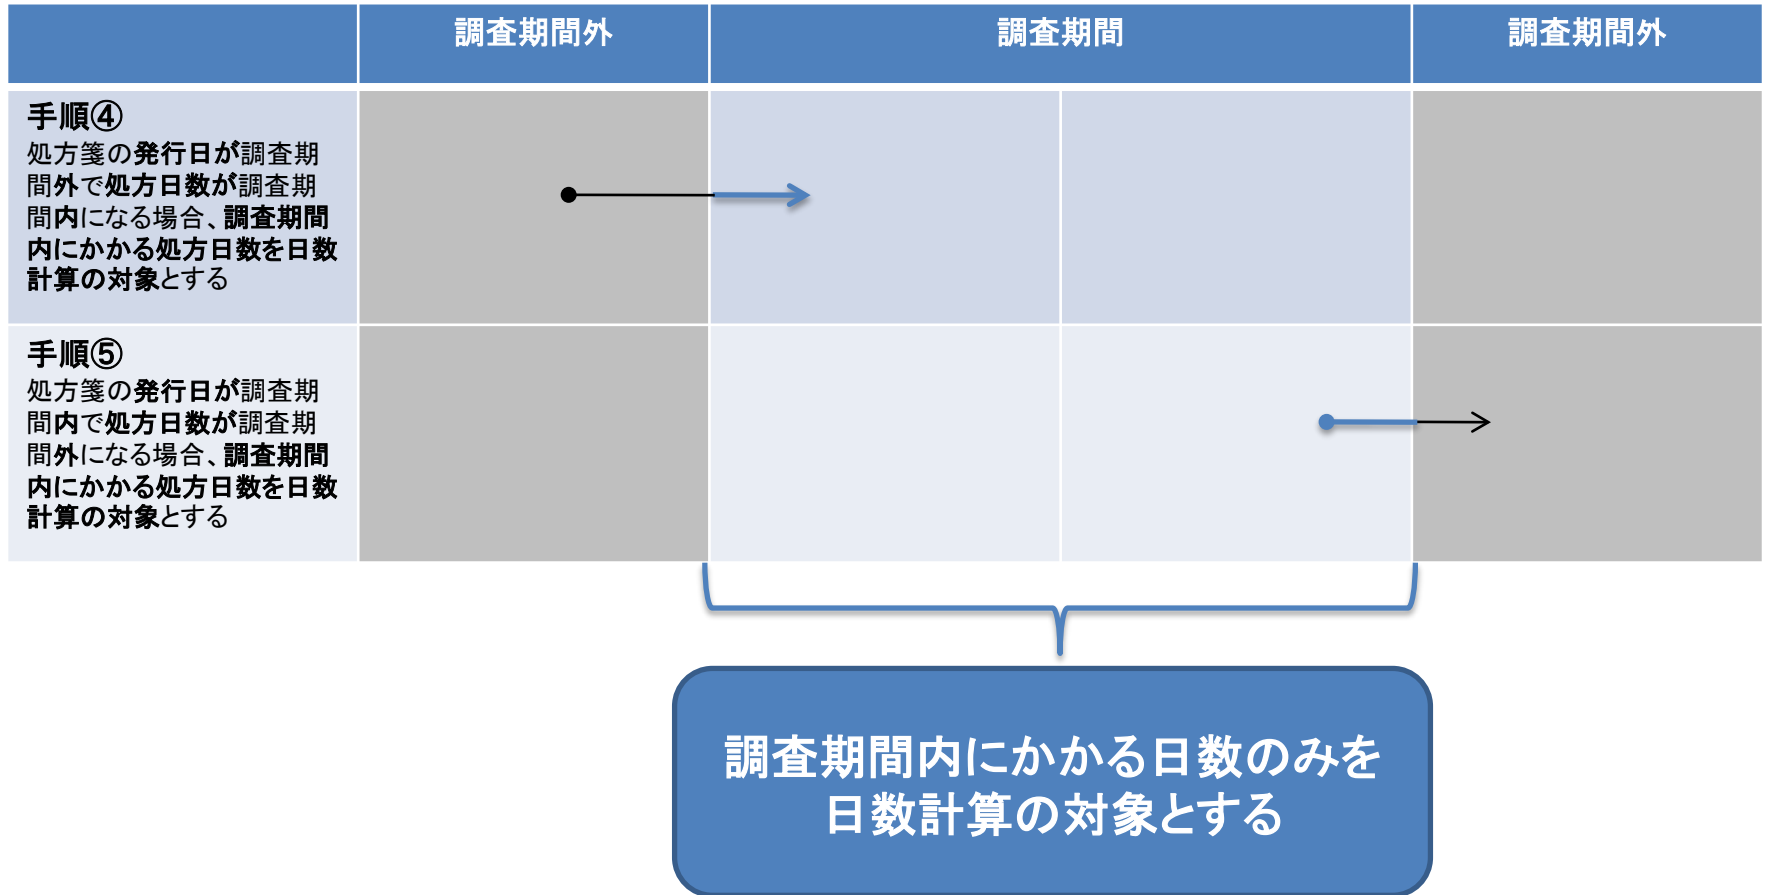 調査期間外 調査期間 調査期間外
手順④
処方箋の発行日が調査期
間外で処方日数が調査期
間内になる場合、調査期間
内にかかる処方日数を日数
計算の対象とする
手順⑤
処方箋の発行日が調査期
間内で処方日数が調査期
間外になる場合、調査期間
内にかかる処方日数を日数
計算の対象とする
調査期間内にかかる日数のみを
日数計算の対象とする